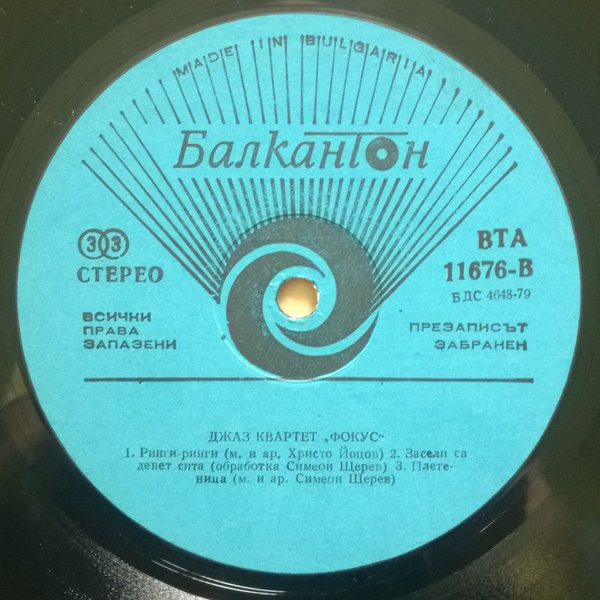 MADE IN BULGARIA
Балкантон
33
СТЕРЕО
ВТА
11676-В
БДС 4648-79
ВСИЧКИ
ПРАВА
ЗАПАЗЕНИ
ПРЕЗАПИСЪТ
ЗАБРАНЕН
ДЖАЗ КВАРТЕТ „ФОКУС“
1. Ринги-ринги (м. и ар. Христо Йоцов) 2. Засели са
девет сита (обработка Симеон Щерев) 3. Плете-
ница (м. и ар. Симеон Щерев)